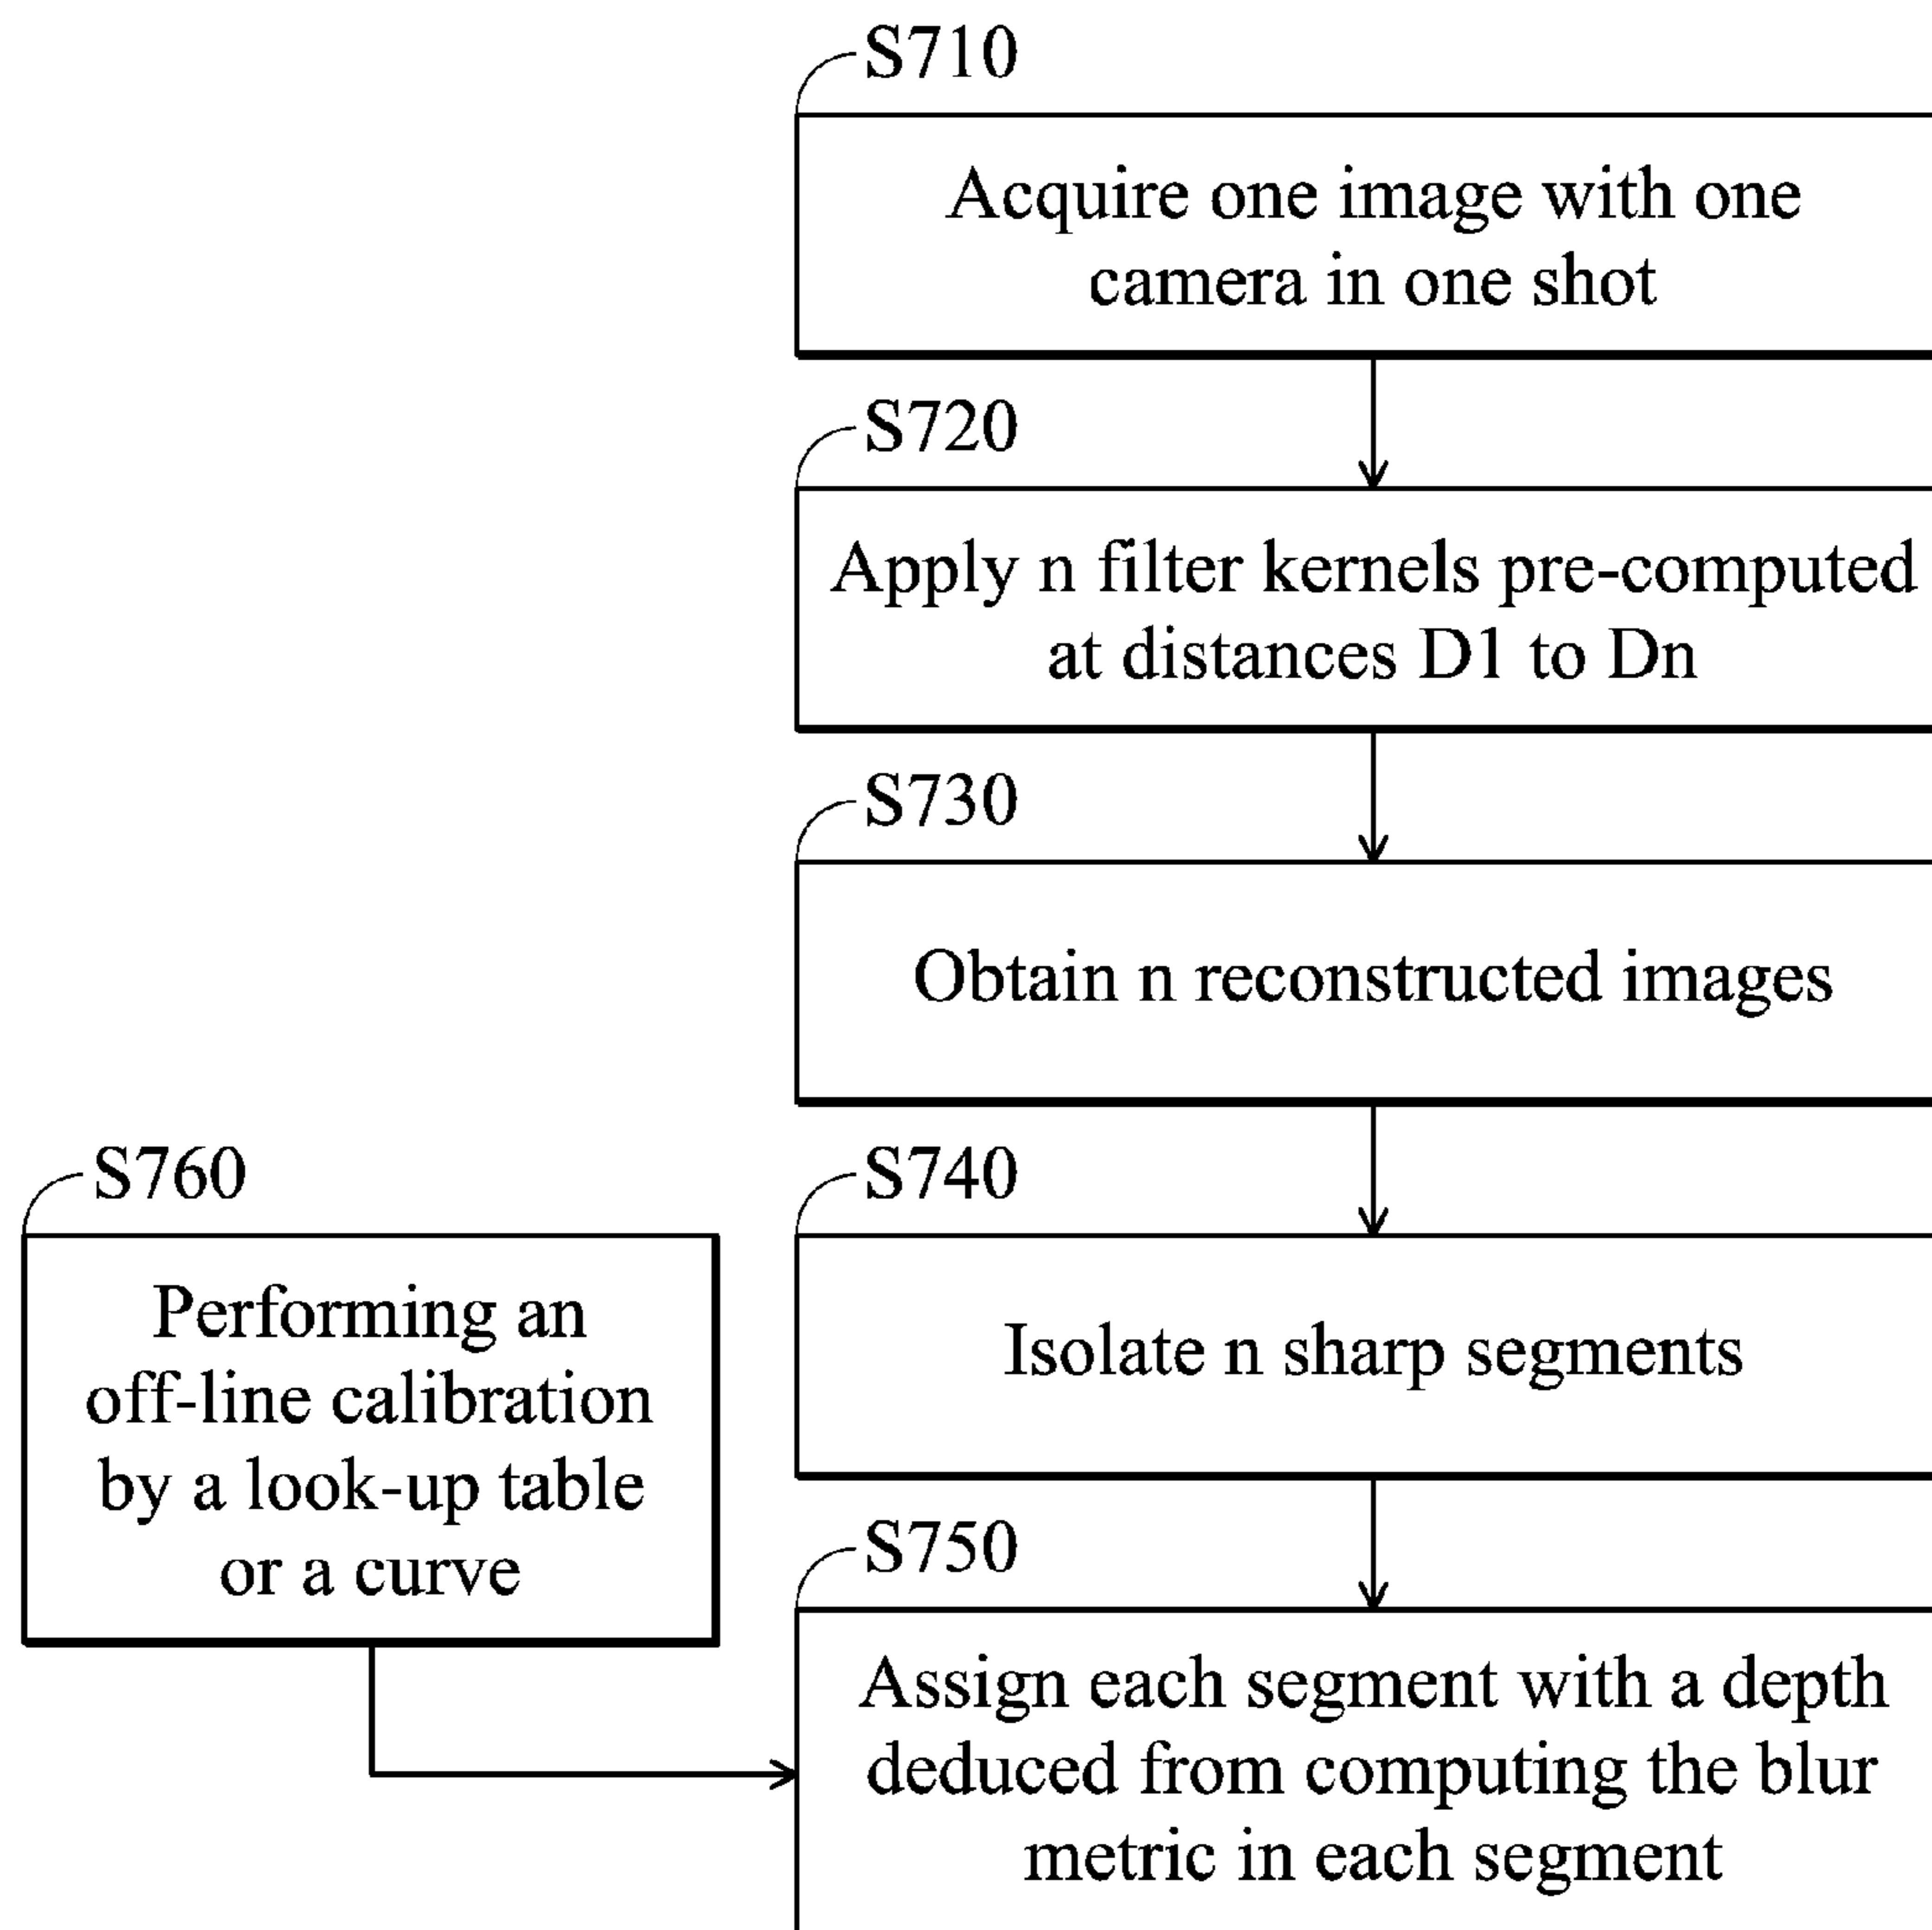 S710
Acquire one image with one
camera in one shot
S720
Apply n filter kernels pre-computed
at distances D1 to Dn
S730
Obtain n reconstructed images
S740
Isolate n sharp segments
S760
Performing an
off-line calibration
by a look-up table
or a curve
S750
Assign each segment with a depth
deduced from computing the blur
metric in each segment